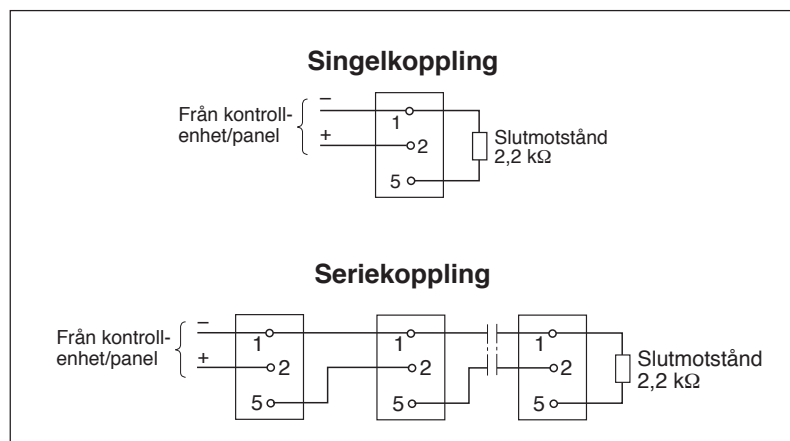 Singelkoppling
Från kontroll-
enhet/panel
–
+
1
2
5
Slutmotstånd
2,2 kΩ
Seriekoppling
Från kontroll-
enhet/panel
–
+
1
2
5
1
2
5
1
2
5
Slutmotstånd
2,2 kΩ